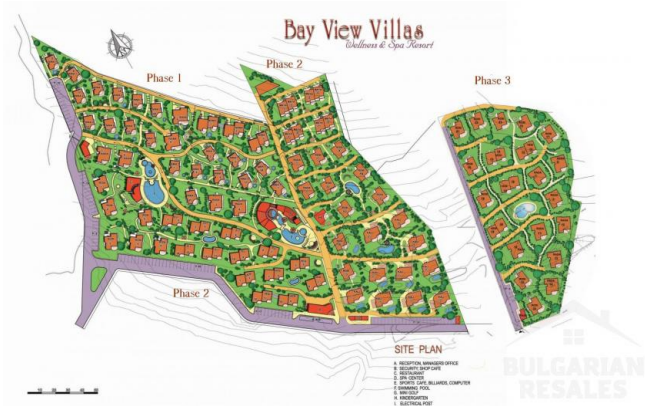 Bay View Villas
Wellness & Spa Resort
Phase 1
Phase 2
Phase 3
Phase 2
SITE PLAN
A. RECEPTION, MANAGERS OFFICE
B. SECURITY, SHOP CAFE
C. RESTAURANT
D. SPA CENTER
E. SPORTS CAFE, BILLIARDS, COMPUTER
F. SWIMMING POOL
G. MINI GOLF
H. KINDERGARTEN
I. ELECTRICAL POST
BULGARIAN
RESALES